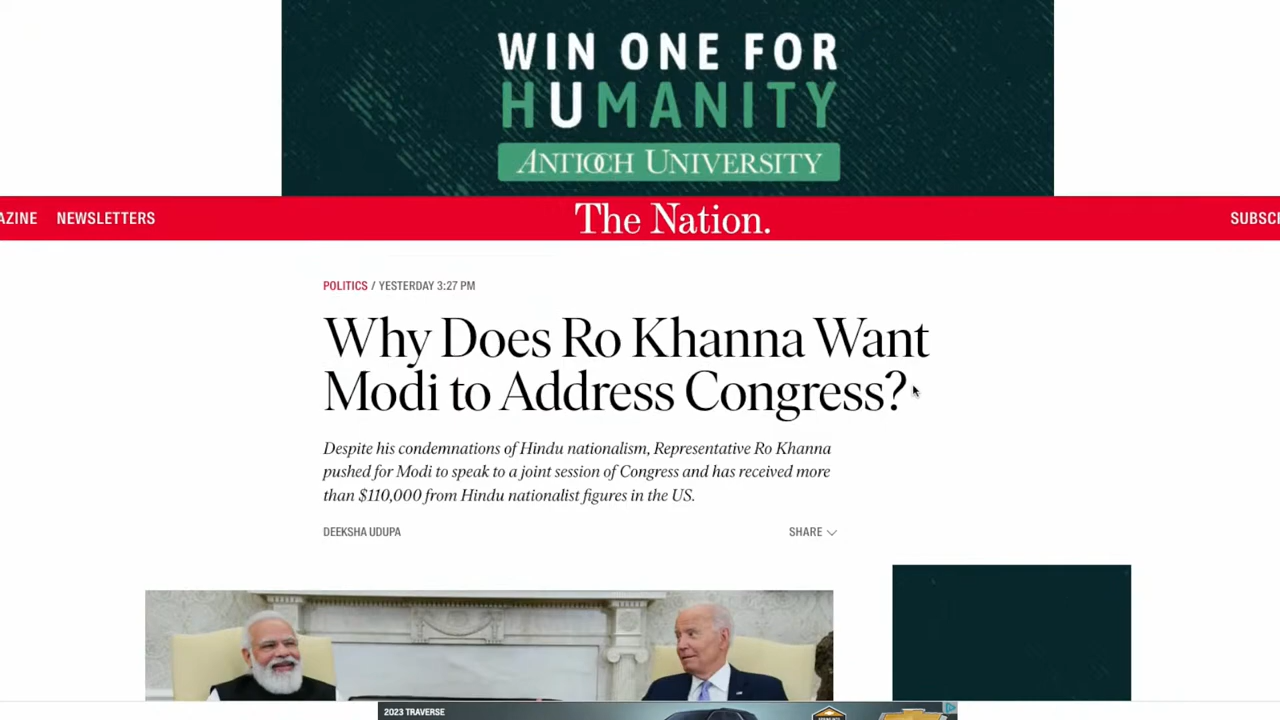 WIN ONE FOR
HUMANITY
ANTIOCH UNIVERSITY
AZINE NEWSLETTERS The Nation. SUBSCI
POLITICS / YESTERDAY 3:27 PM
Why Does Ro Khanna Want
Modi to Address Congress?
Despite his condemnations of Hindu nationalism, Representative Ro Khanna
pushed for Modi to speak to a joint session of Congress and has received more
than $110,000 from Hindu nationalist figures in the US.
DEEKSHA UDUPA SHARE
2023 TRAVERSE